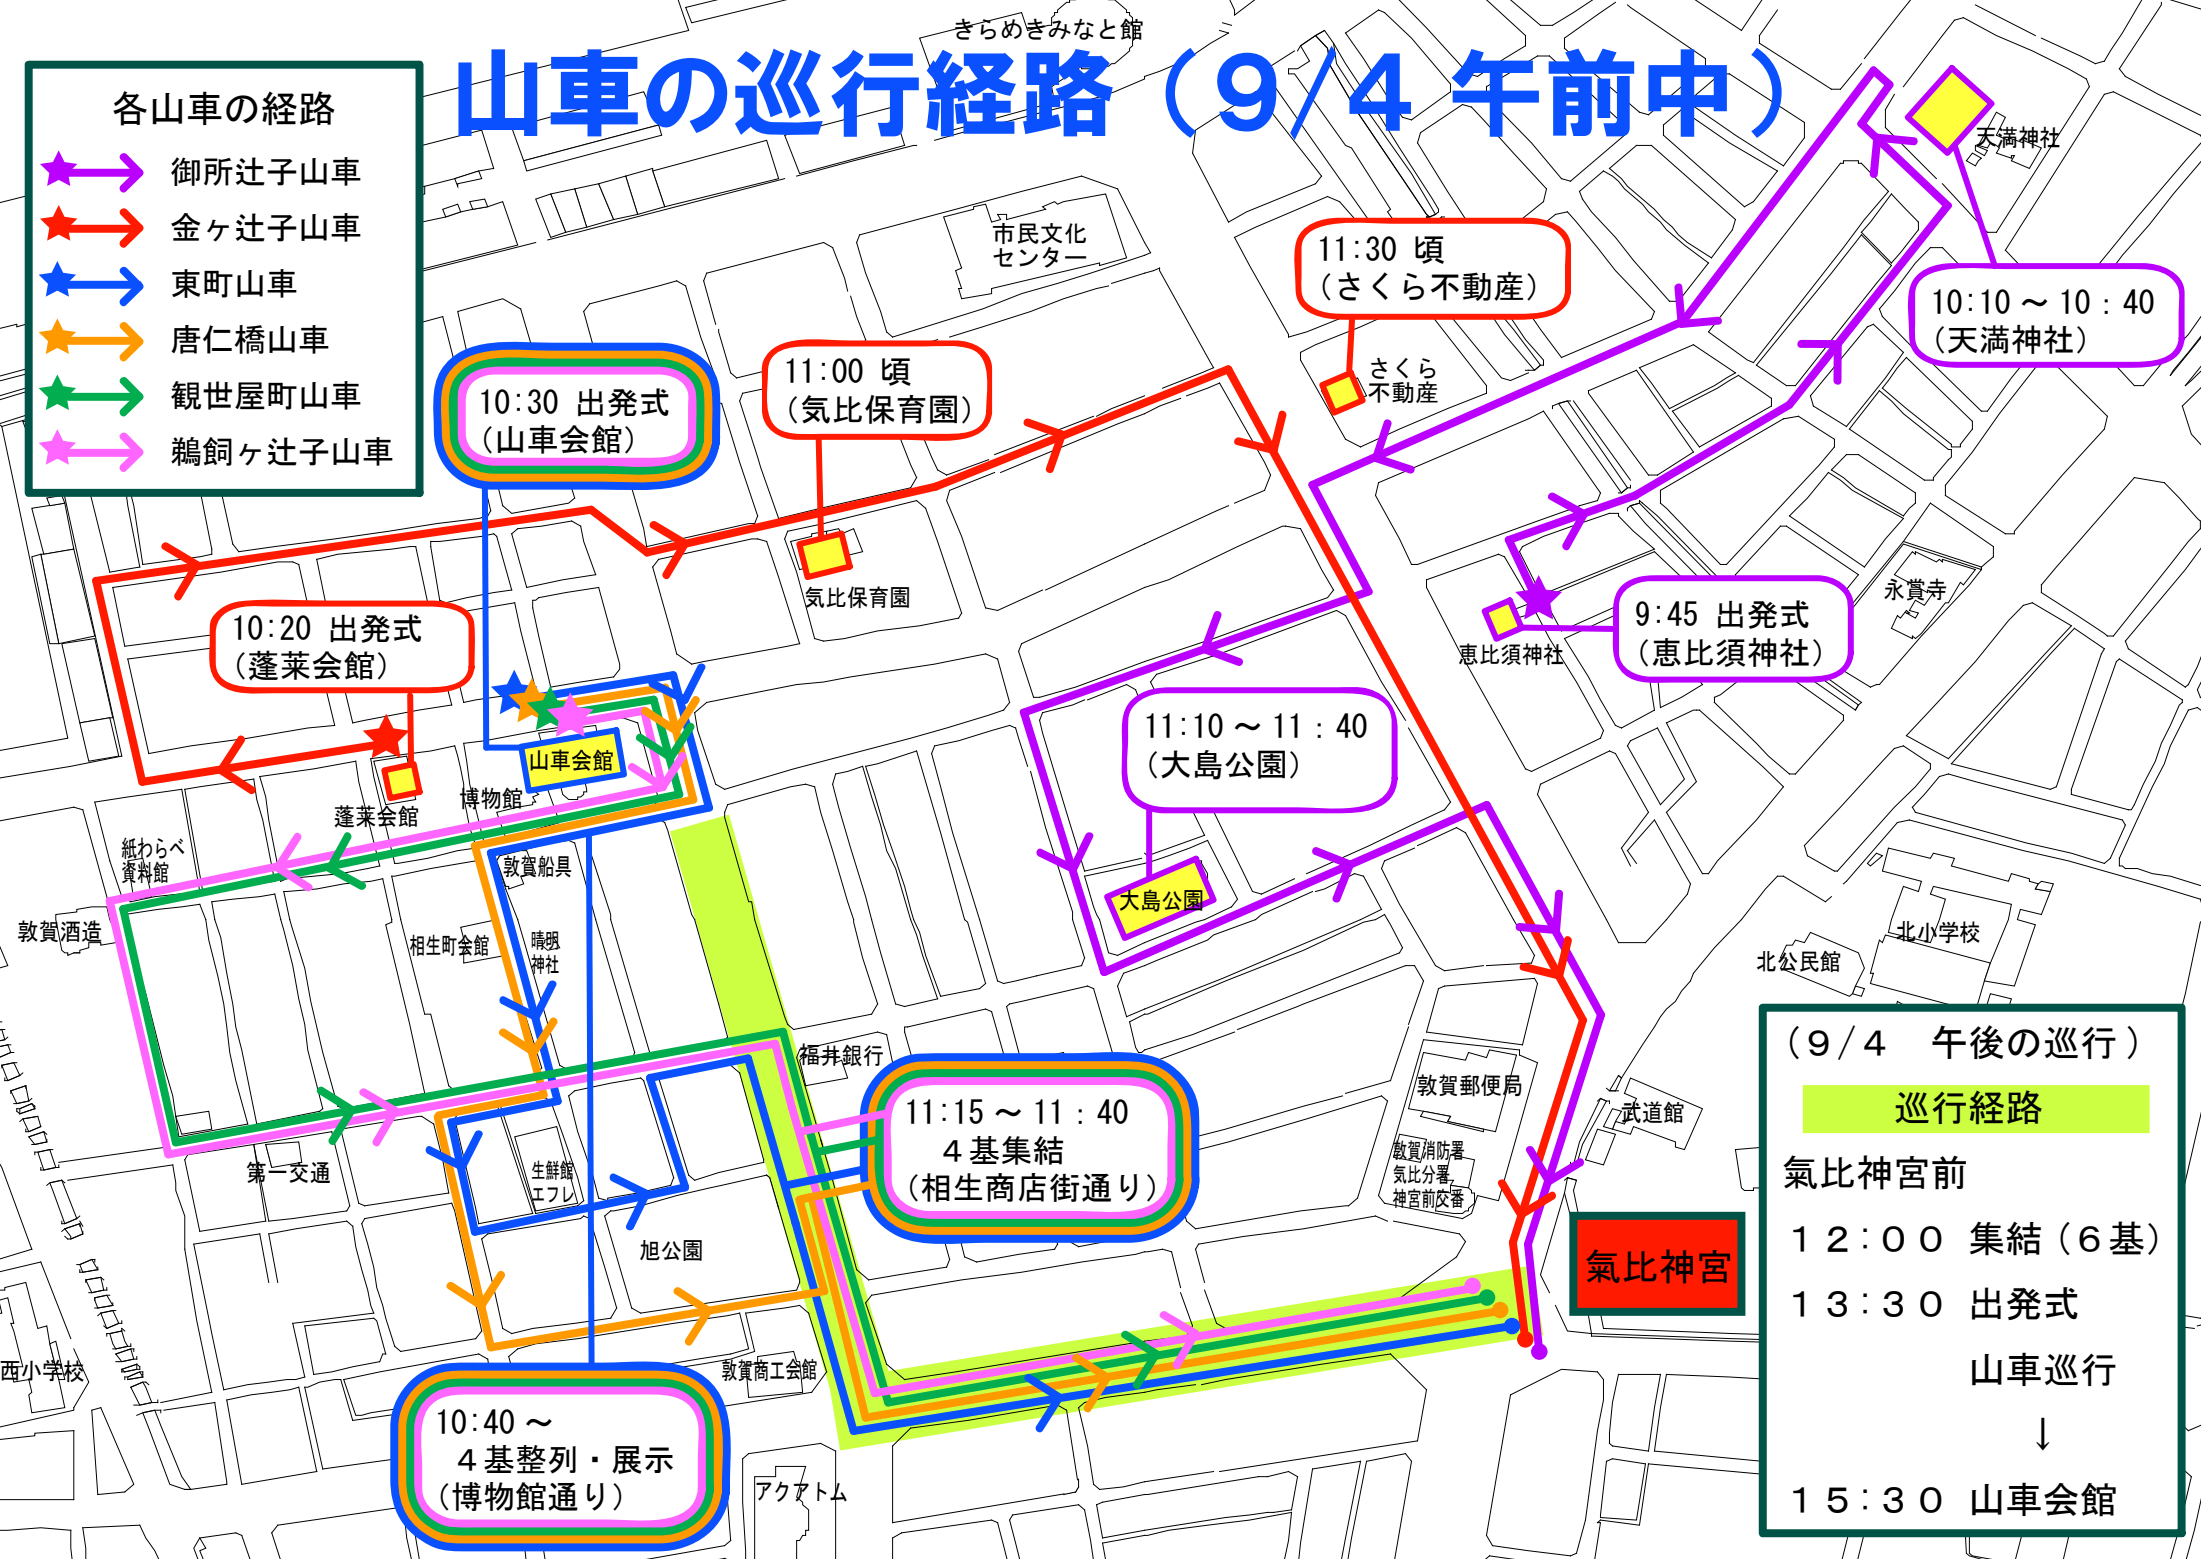 山車の巡行経路（９/４ 午前中）
各山車の経路
御所辻子山車
金ヶ辻子山車
東町山車
唐仁橋山車
観世屋町山車
鵜飼ヶ辻子山車
きらめきみなと館
市民文化
センター
天満神社
10:10～10：40
（天満神社）
11:30 頃
（さくら不動産）
さくら
不動産
10:30 出発式
（山車会館）
11:00 頃
（気比保育園）
気比保育園
永賞寺
9:45 出発式
（恵比須神社）
恵比須神社
10:20 出発式
（蓬莱会館）
蓬莱会館
山車会館
博物館
11:10～11：40
（大島公園）
大島公園
紙わらべ
資料館
敦賀船具
敦賀酒造
相生町会館
晴明
神社
北小学校
北公民館
福井銀行
11:15～11：40
４基集結
（相生商店街通り）
敦賀郵便局
武道館
敦賀消防署
気比分署
神宮前交番
第一交通
生鮮館
エフレ
旭公園
氣比神宮
西小学校
敦賀商工会館
10:40～
４基整列・展示
（博物館通り）
アクアトム
（９/４　午後の巡行）
巡行経路
氣比神宮前
１２：００ 集結（６基）
１３：３０ 出発式
山車巡行
↓
１５：３０ 山車会館